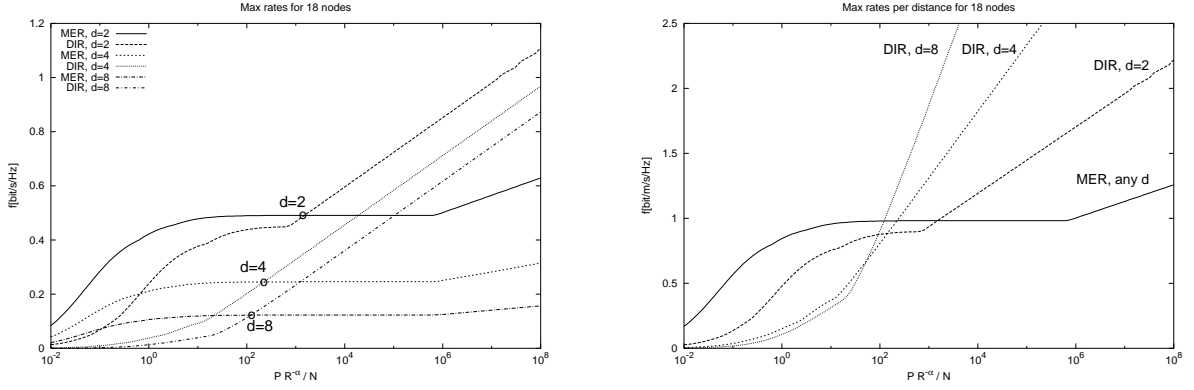 Max rates for 18 nodes
1.2
1
0.8
0.6
0.4
0.2
0
f[bit/s/Hz]
MER, d=2
DIR, d=2
MER, d=4
DIR, d=4
MER, d=8
DIR, d=8
d=2
d=4
d=8
10^-2 10^0 10^2 10^4 10^6 10^8
P R^-α / N
Max rates per distance for 18 nodes
2.5
2
1.5
1
0.5
0
f[bit/m/s/Hz]
DIR, d=8 DIR, d=4
DIR, d=2
MER, any d
10^-2 10^0 10^2 10^4 10^6 10^8
P R^-α / N